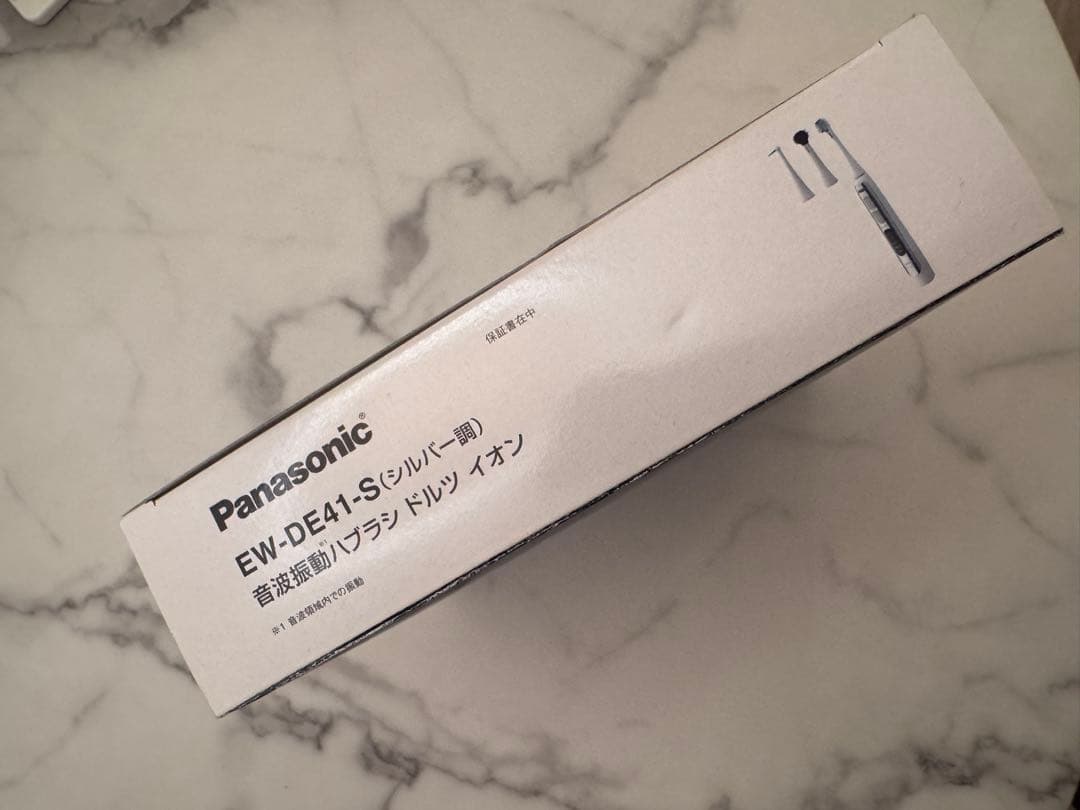 Panasonic®
EW-DE41-S(シルバー調)
音波振動※1ハブラシ ドルツ イオン
※1 音波領域内での振動
保証書在中